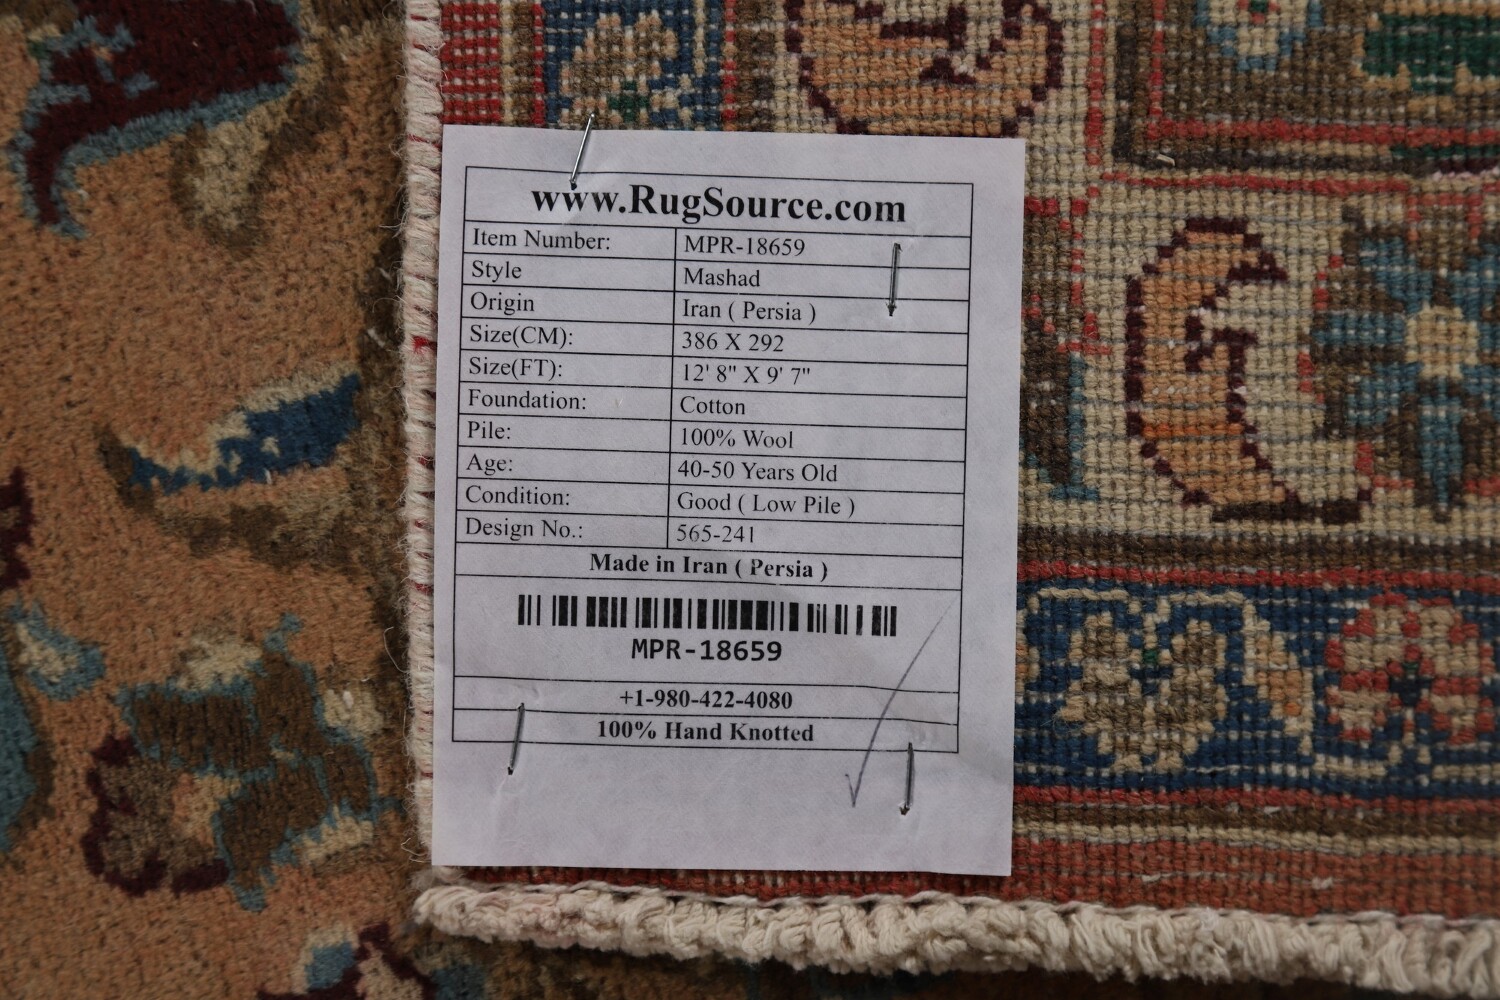 www.RugSource.com
Item Number: MPR-18659
Style Mashad
Origin Iran ( Persia )
Size(CM): 386 X 292
Size(FT): 12' 8" X 9' 7"
Foundation: Cotton
Pile: 100% Wool
Age: 40-50 Years Old
Condition: Good ( Low Pile )
Design No.: 565-241
Made in Iran ( Persia )
MPR-18659
+1-980-422-4080
100% Hand Knotted